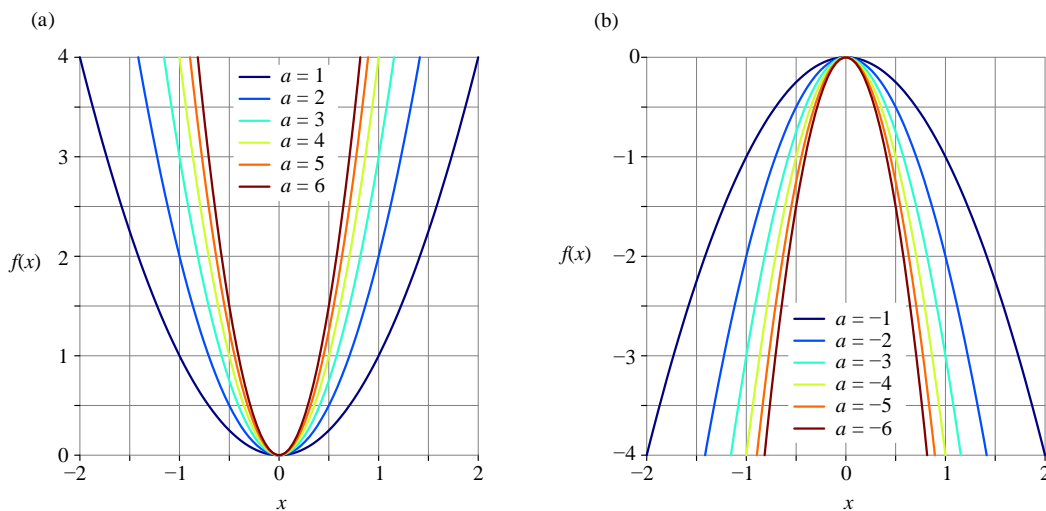 (a)
4
3
2
1
0
f(x)
a = 1
a = 2
a = 3
a = 4
a = 5
a = 6
−2 −1 0 1 2
x
(b)
0
−1
−2
−3
−4
f(x)
a = −1
a = −2
a = −3
a = −4
a = −5
a = −6
−2 −1 0 1 2
x